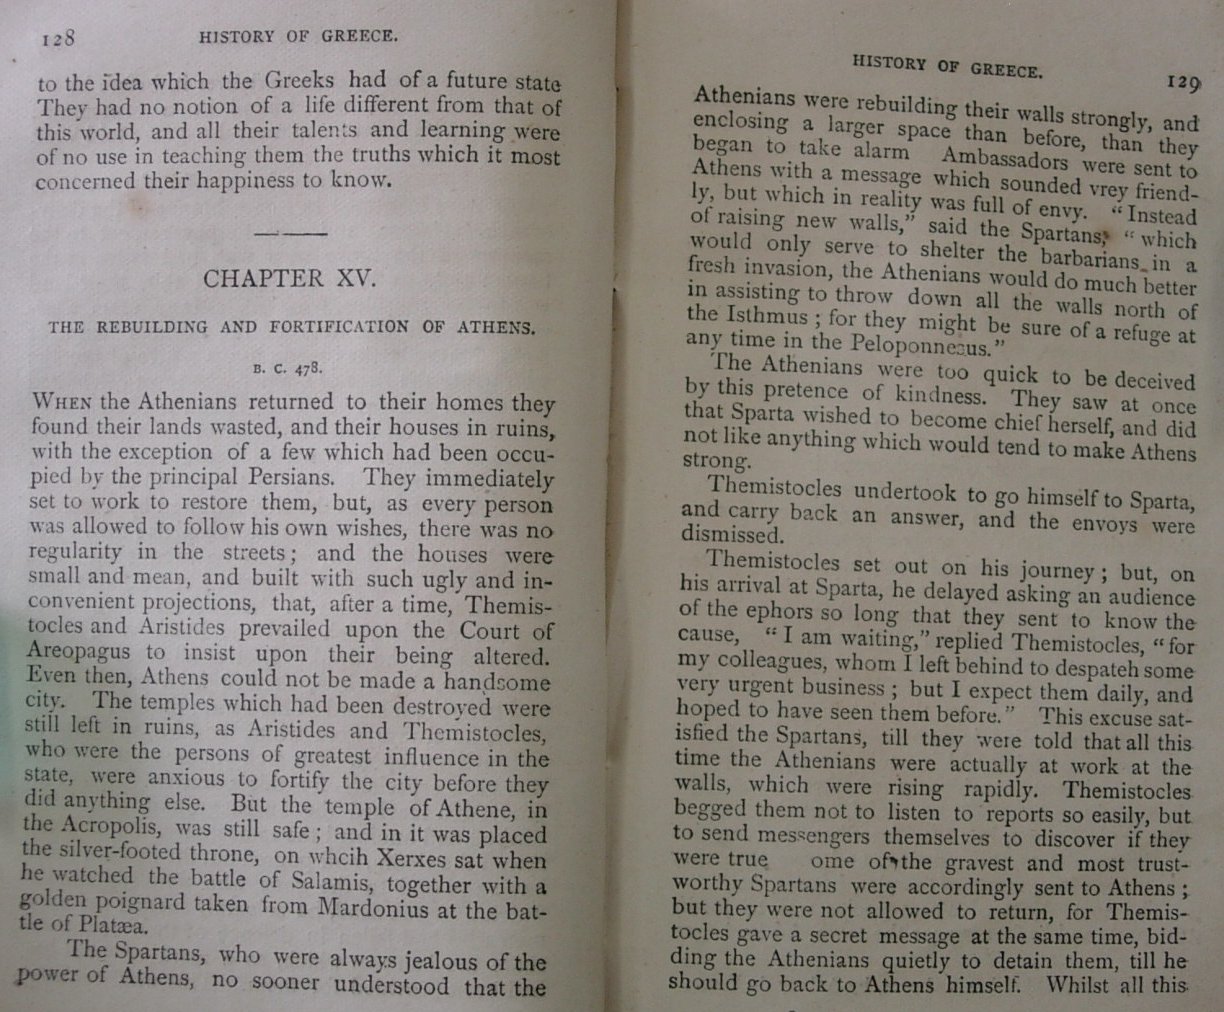 128
HISTORY OF GREECE.
to the idea which the Greeks had of a future state
They had no notion of a life different from that of
this world, and all their talents and learning were
of no use in teaching them the truths which it most
concerned their happiness to know.
CHAPTER XV.
THE REBUILDING AND FORTIFICATION OF ATHENS.
B. C. 478.
WHEN the Athenians returned to their homes they
found their lands wasted, and their houses in ruins,
with the exception of a few which had been occu-
pied by the principal Persians. They immediately
set to work to restore them, but, as every person
was allowed to follow his own wishes, there was no
regularity in the streets; and the houses were
small and mean, and built with such ugly and in-
convenient projections, that, after a time, Themis-
tocles and Aristides prevailed upon the Court of
Areopagus to insist upon their being altered.
Even then, Athens could not be made a handsome
city. The temples which had been destroyed were
still left in ruins, as Aristides and Themistocles,
who were the persons of greatest influence in the
state, were anxious to fortify the city before they
did anything else. But the temple of Athene, in
the Acropolis, was still safe; and in it was placed
the silver-footed throne, on whcih Xerxes sat when
he watched the battle of Salamis, together with a
golden poignard taken from Mardonius at the bat-
tle of Platæa.
The Spartans, who were always jealous of the
power of Athens, no sooner understood that the
HISTORY OF GREECE.
129
Athenians were rebuilding their walls strongly, and
enclosing a larger space than before, than they
began to take alarm Ambassadors were sent to
Athens with a message which sounded vrey friend-
ly, but which in reality was full of envy. "Instead
of raising new walls," said the Spartans, "which
would only serve to shelter the barbarians in a
fresh invasion, the Athenians would do much better
in assisting to throw down all the walls north of
the Isthmus; for they might be sure of a refuge at
any time in the Peloponnesus."
The Athenians were too quick to be deceived
by this pretence of kindness. They saw at once
that Sparta wished to become chief herself, and did
not like anything which would tend to make Athens
strong.
Themistocles undertook to go himself to Sparta,
and carry back an answer, and the envoys were
dismissed.
Themistocles set out on his journey; but, on
his arrival at Sparta, he delayed asking an audience
of the ephors so long that they sent to know the
cause, "I am waiting," replied Themistocles, "for
my colleagues, whom I left behind to despateh some
very urgent business; but I expect them daily, and
hoped to have seen them before." This excuse sat-
isfied the Spartans, till they were told that all this
time the Athenians were actually at work at the
walls, which were rising rapidly. Themistocles
begged them not to listen to reports so easily, but
to send messengers themselves to discover if they
were true ome of the gravest and most trust-
worthy Spartans were accordingly sent to Athens;
but they were not allowed to return, for Themis-
tocles gave a secret message at the same time, bid-
ding the Athenians quietly to detain them, till he
should go back to Athens himself. Whilst all this